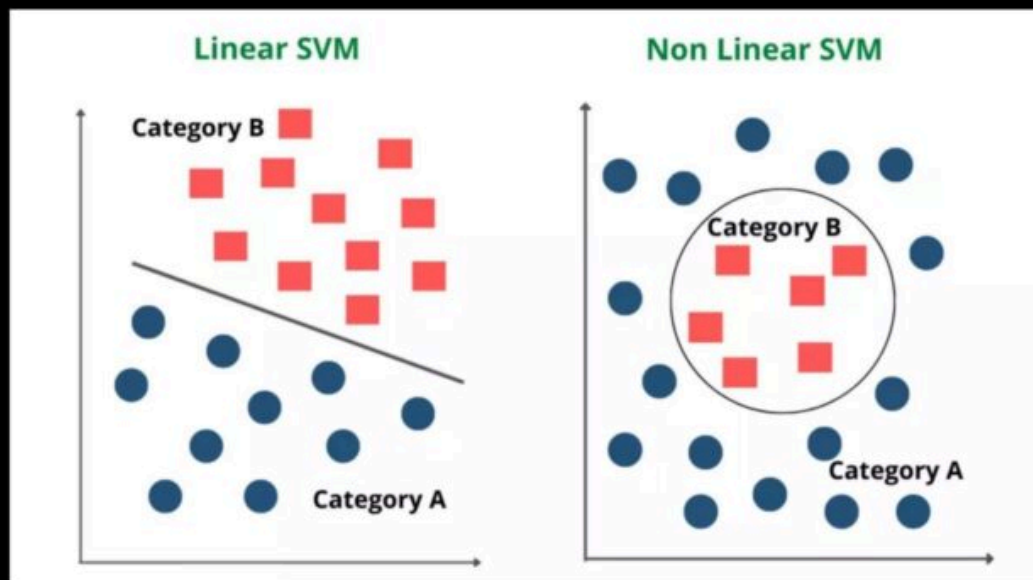 Linear SVM
Category B
Category A
Non Linear SVM
Category B
Category A